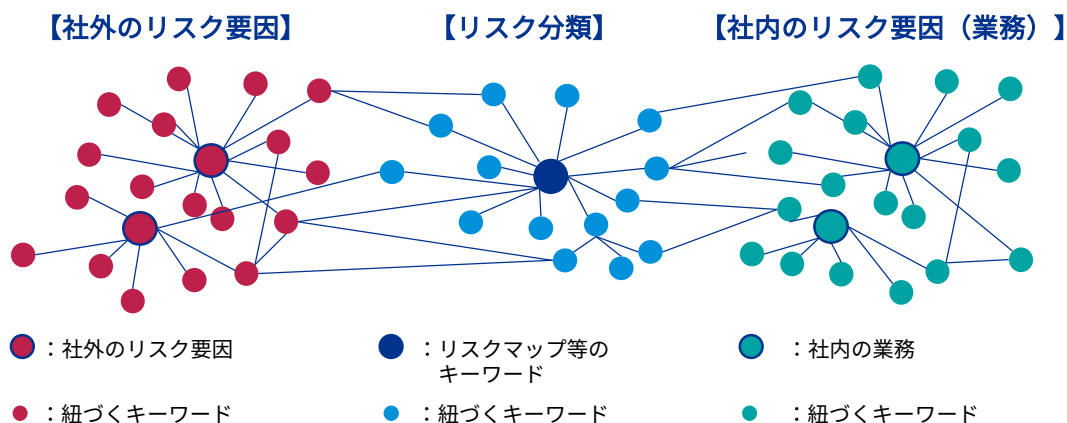 【社外のリスク要因】
【リスク分類】
【社内のリスク要因（業務）】
：社外のリスク要因
：リスクマップ等の
キーワード
：社内の業務
：紐づくキーワード
：紐づくキーワード
：紐づくキーワード